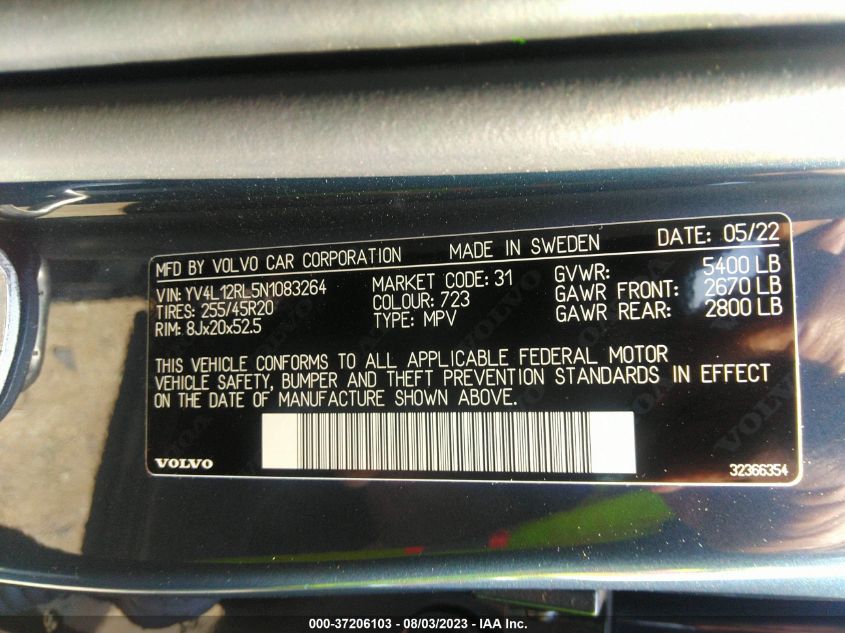 MFD BY VOLVO CAR CORPORATION MADE IN SWEDEN DATE: 05/22
VIN: YV4L12RL5N1083264 MARKET CODE: 31 GVWR: 5400 LB
TIRES: 255/45R20 COLOUR: 723 GAWR FRONT: 2670 LB
RIM: 8Jx20x52.5 TYPE: MPV GAWR REAR: 2800 LB
THIS VEHICLE CONFORMS TO ALL APPLICABLE FEDERAL MOTOR
VEHICLE SAFETY, BUMPER AND THEFT PREVENTION STANDARDS IN EFFECT
ON THE DATE OF MANUFACTURE SHOWN ABOVE.
VOLVO
VOLVO 32366354
000-37206103 - 08/03/2023 - IAA Inc.